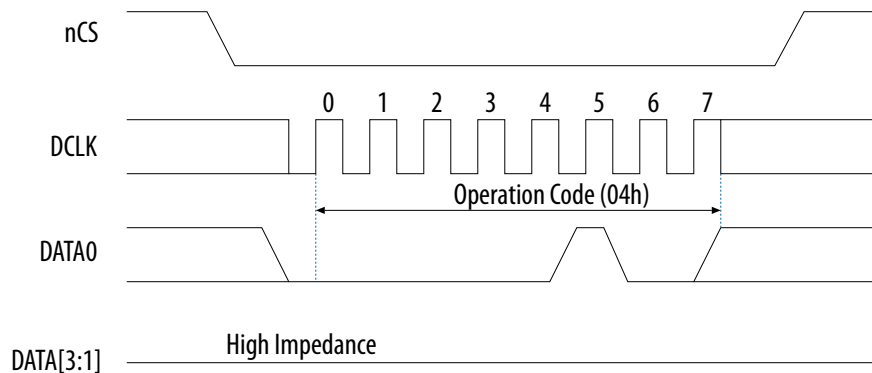 nCS
0 1 2 3 4 5 6 7
DCLK
Operation Code (04h)
DATA0
High Impedance
DATA[3:1]